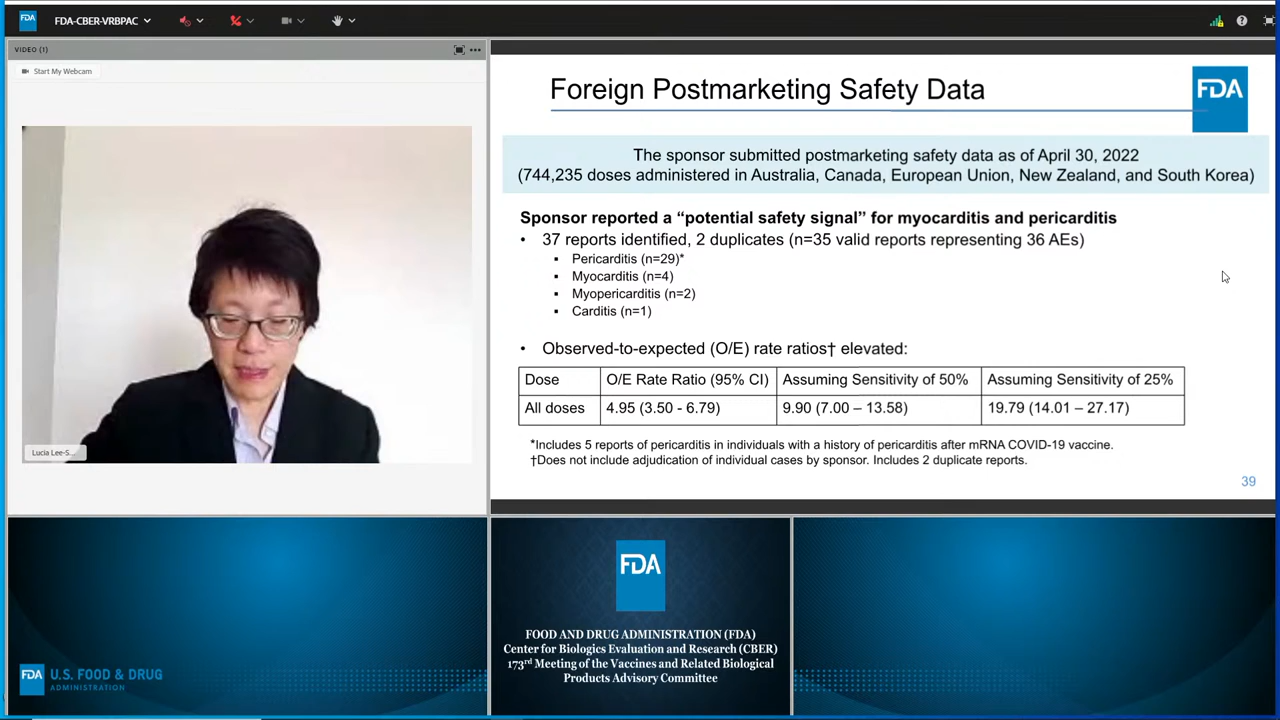 FDA
FDA-CBER-VRBPAC
VIDEO (1)
Start My Webcam
Lucia Lee-S...
Foreign Postmarketing Safety Data
FDA
The sponsor submitted postmarketing safety data as of April 30, 2022
(744,235 doses administered in Australia, Canada, European Union, New Zealand, and South Korea)
Sponsor reported a “potential safety signal” for myocarditis and pericarditis
• 37 reports identified, 2 duplicates (n=35 valid reports representing 36 AEs)
▪ Pericarditis (n=29)*
▪ Myocarditis (n=4)
▪ Myopericarditis (n=2)
▪ Carditis (n=1)
• Observed-to-expected (O/E) rate ratios† elevated:
Dose O/E Rate Ratio (95% CI) Assuming Sensitivity of 50% Assuming Sensitivity of 25%
All doses 4.95 (3.50 - 6.79) 9.90 (7.00 – 13.58) 19.79 (14.01 – 27.17)
*Includes 5 reports of pericarditis in individuals with a history of pericarditis after mRNA COVID-19 vaccine.
†Does not include adjudication of individual cases by sponsor. Includes 2 duplicate reports.
39
FDA U.S. FOOD & DRUG
ADMINISTRATION
FDA
FOOD AND DRUG ADMINISTRATION (FDA)
Center for Biologics Evaluation and Research (CBER)
173rd Meeting of the Vaccines and Related Biological
Products Advisory Committee